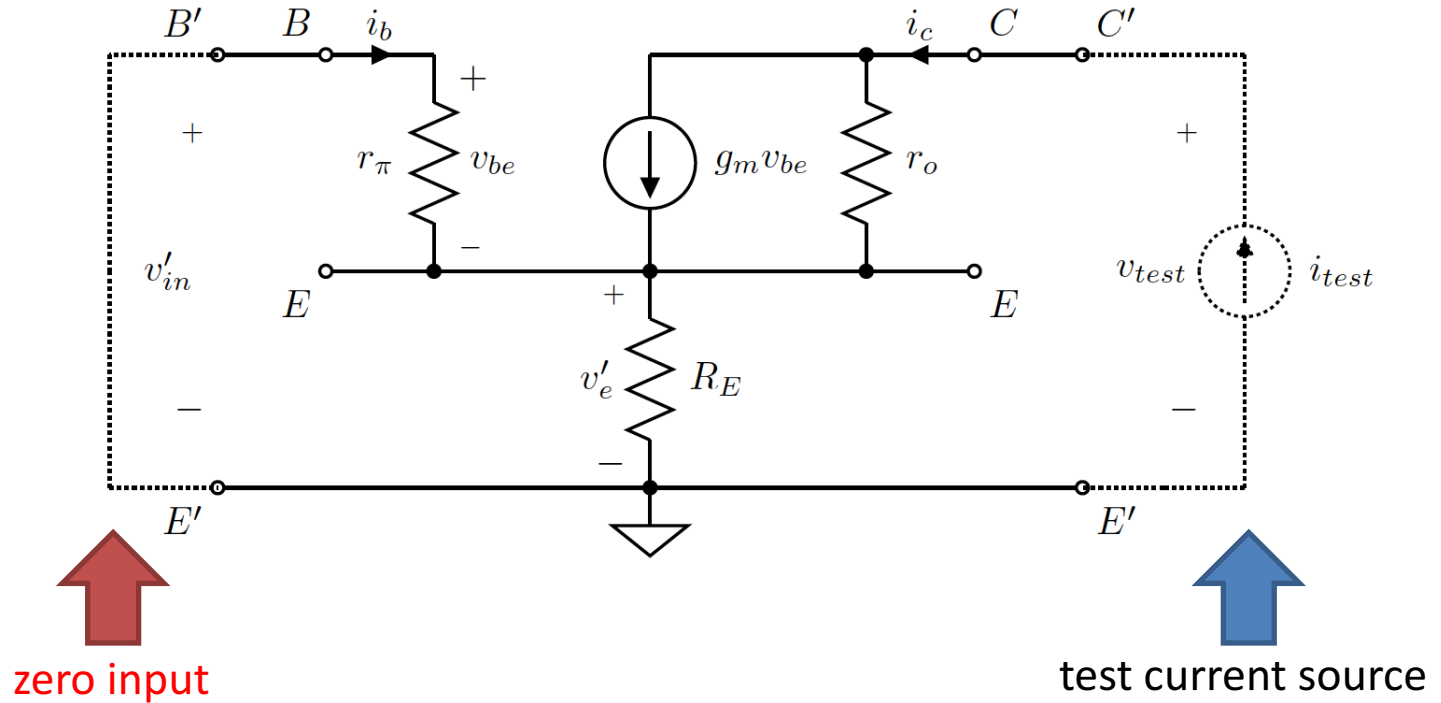 B′ B i_b i_c C C′
+ + +
r_π v_be g_m v_be r_o
−
v′_in v_test i_test
E + E
v′_e R_E
− − −
E′ E′
zero input test current source